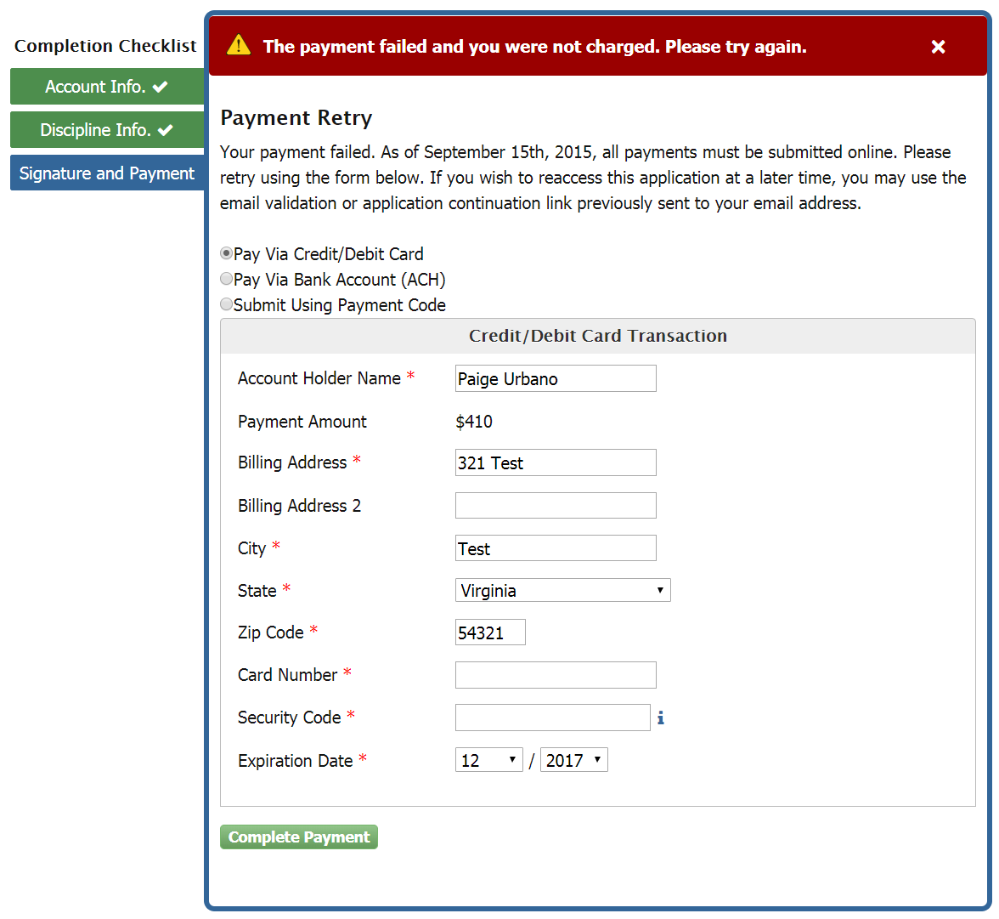 Completion Checklist
Account Info. ✔
Discipline Info. ✔
Signature and Payment
The payment failed and you were not charged. Please try again.
Payment Retry
Your payment failed. As of September 15th, 2015, all payments must be submitted online. Please
retry using the form below. If you wish to reaccess this application at a later time, you may use the
email validation or application continuation link previously sent to your email address.
Pay Via Credit/Debit Card
Pay Via Bank Account (ACH)
Submit Using Payment Code
Credit/Debit Card Transaction
Account Holder Name * Paige Urbano
Payment Amount $410
Billing Address * 321 Test
Billing Address 2
City * Test
State * Virginia
Zip Code * 54321
Card Number *
Security Code * i
Expiration Date * 12 / 2017
Complete Payment